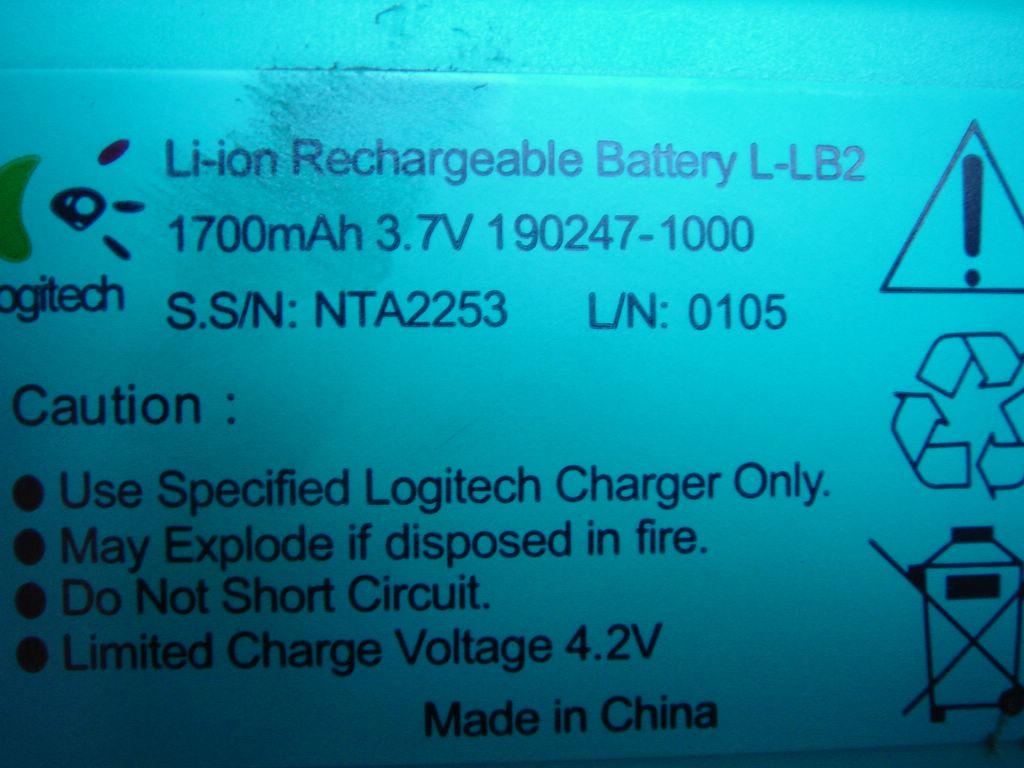 Li-ion Rechargeable Battery L-LB2
1700mAh 3.7V 190247-1000
ogitech
S.S/N: NTA2253 L/N: 0105
Caution :
● Use Specified Logitech Charger Only.
● May Explode if disposed in fire.
● Do Not Short Circuit.
● Limited Charge Voltage 4.2V
Made in China